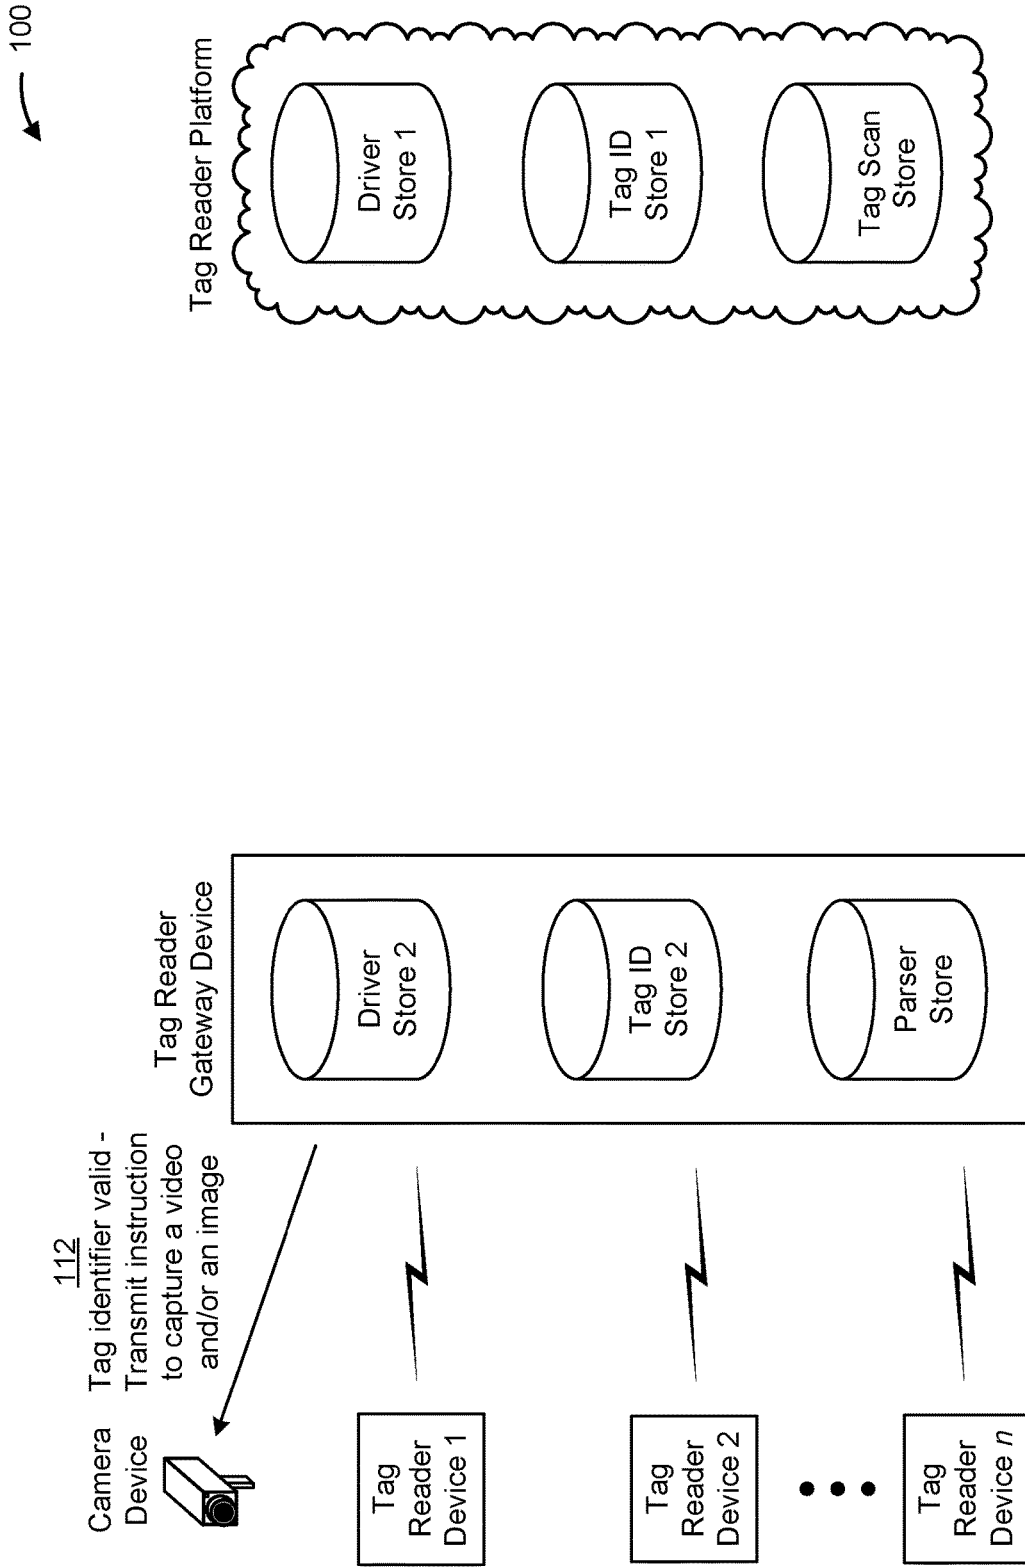 100
Camera
Device
112
Tag identifier valid -
Transmit instruction
to capture a video
and/or an image
Tag Reader
Gateway Device
Tag Reader Platform
Tag
Reader
Device 1
Driver
Store 2
Driver
Store 1
Tag
Reader
Device 2
Tag ID
Store 2
Tag ID
Store 1
Tag
Reader
Device n
Parser
Store
Tag Scan
Store